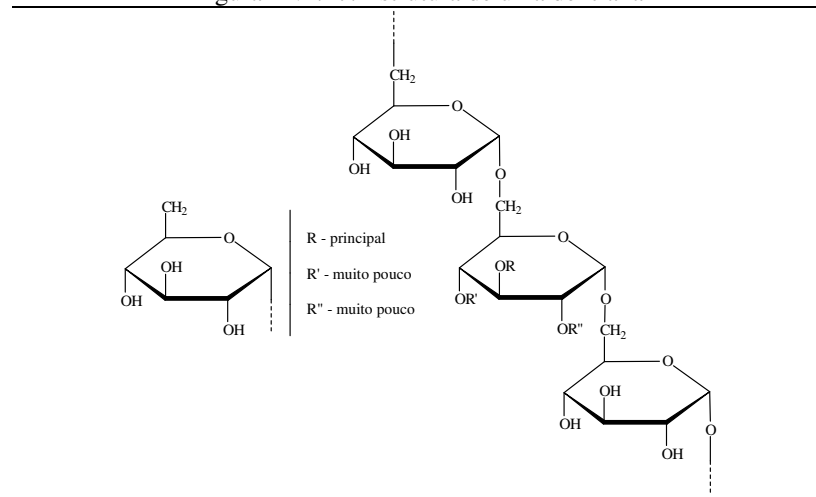 Figura
CH2
O
OH
OH
OH
O
CH2
CH2
O
OH
OH
OH
R - principal
R' - muito pouco
R" - muito pouco
O
OR
OR'
OR"
O
CH2
O
OH
OH
OH
O